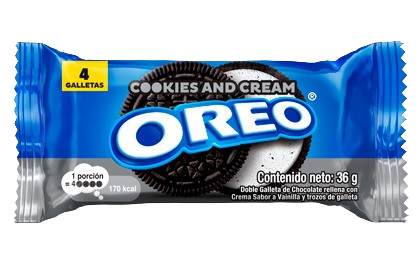 4
GALLETAS
COOKIES AND CREAM
OREO®
1 porción
= 4
170 kcal
Contenido neto: 36 g
Doble Galleta de Chocolate rellena con
Crema Sabor a Vainilla y trozos de galleta